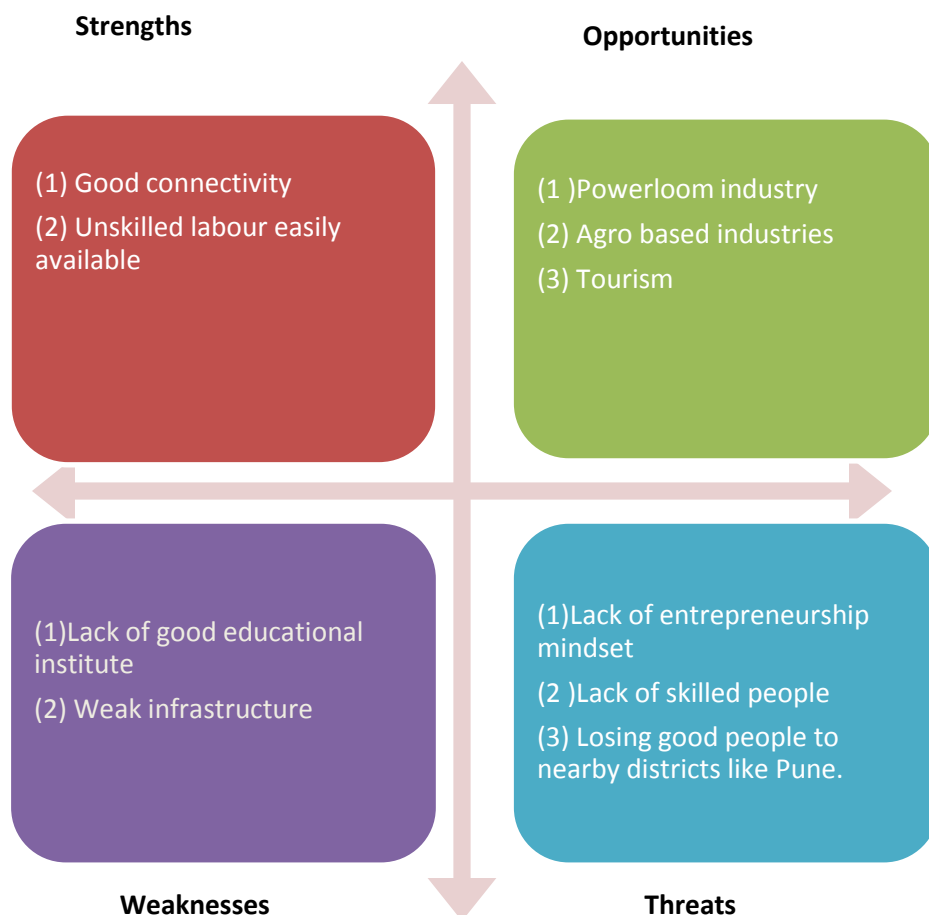 Strengths
Opportunities
(1) Good connectivity
(2) Unskilled labour easily
available
(1 )Powerloom industry
(2) Agro based industries
(3) Tourism
(1)Lack of good educational
institute
(2) Weak infrastructure
(1)Lack of entrepreneurship
mindset
(2 )Lack of skilled people
(3) Losing good people to
nearby districts like Pune.
Weaknesses
Threats